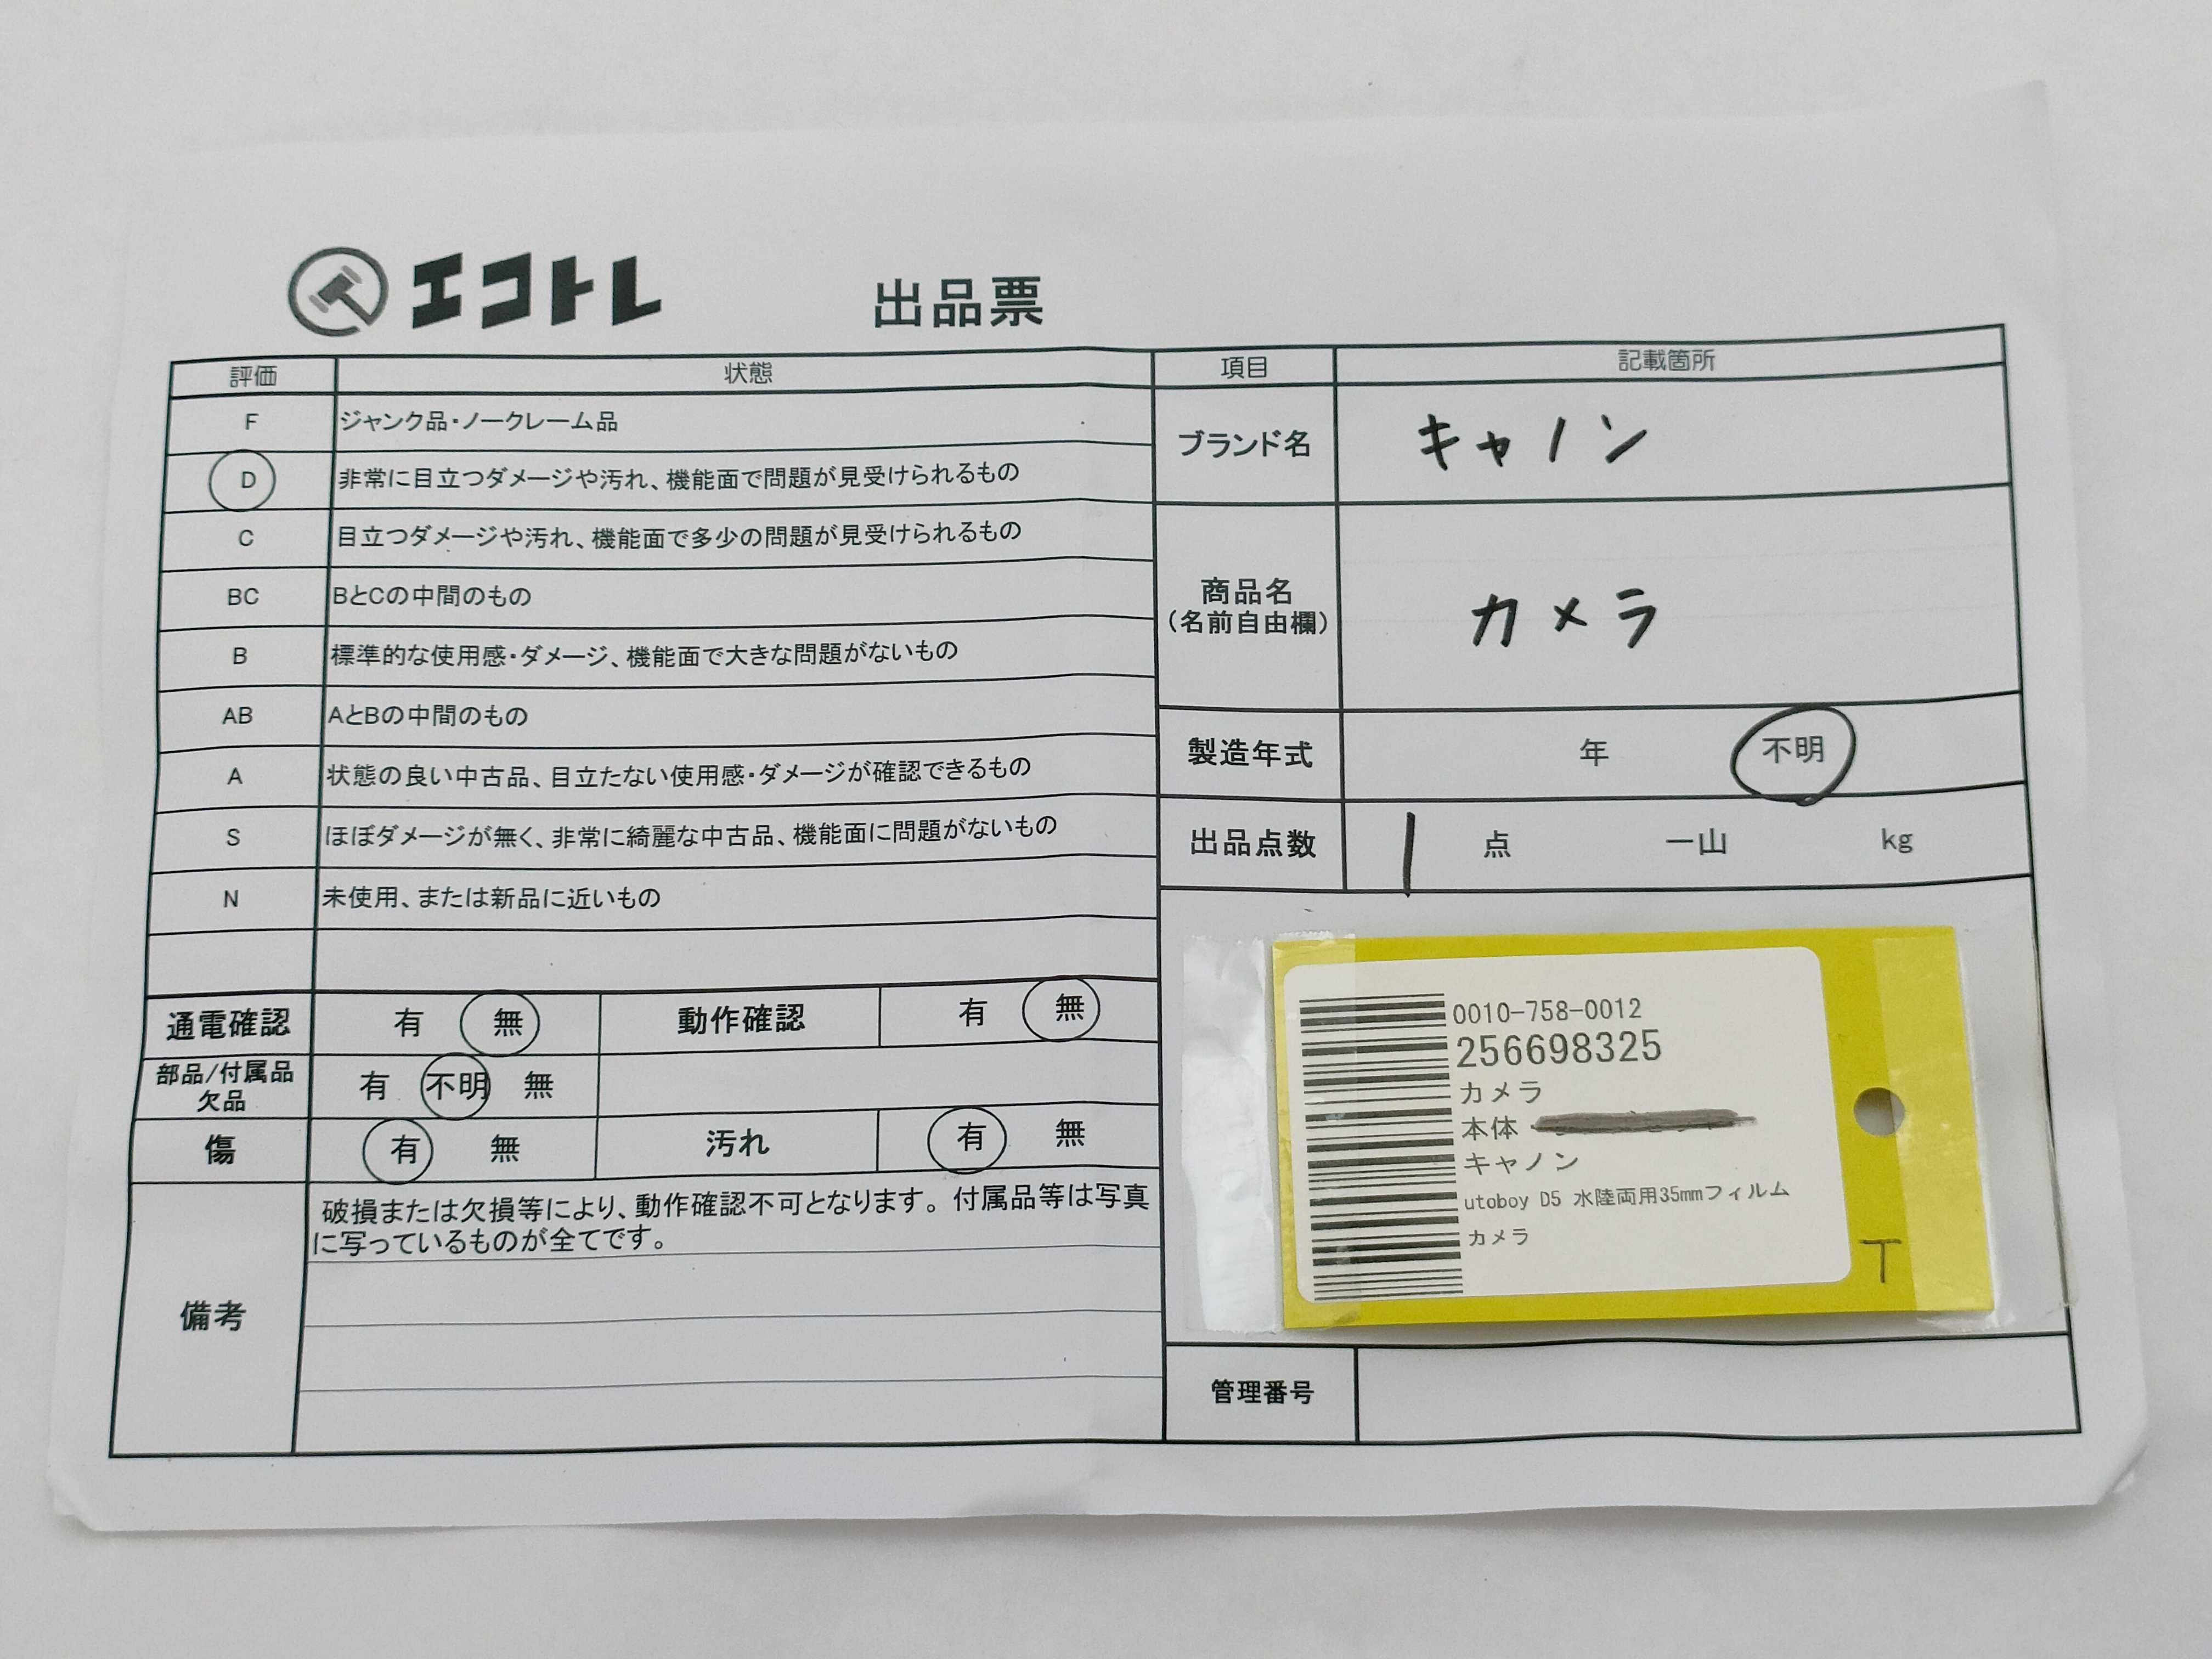 エコトレ
出品票
評価 状態
F ジャンク品・ノークレーム品
D 非常に目立つダメージや汚れ、機能面で問題が見受けられるもの
C 目立つダメージや汚れ、機能面で多少の問題が見受けられるもの
BC BとCの中間のもの
B 標準的な使用感・ダメージ、機能面で大きな問題がないもの
AB AとBの中間のもの
A 状態の良い中古品、目立たない使用感・ダメージが確認できるもの
S ほぼダメージが無く、非常に綺麗な中古品、機能面に問題がないもの
N 未使用、または新品に近いもの
通電確認 有 無 動作確認 有 無
部品/付属品
欠品
有 不明 無
傷 有 無 汚れ 有 無
備考
破損または欠損等により、動作確認不可となります。付属品等は写真
に写っているものが全てです。
項目 記載箇所
ブランド名 キャノン
商品名
(名前自由欄)
カメラ
製造年式 年 不明
出品点数 1 点 一山 kg
0010-758-0012
256698325
カメラ
本体・
キャノン
utoboy D5 水陸両用35mmフィルム
カメラ
T
管理番号